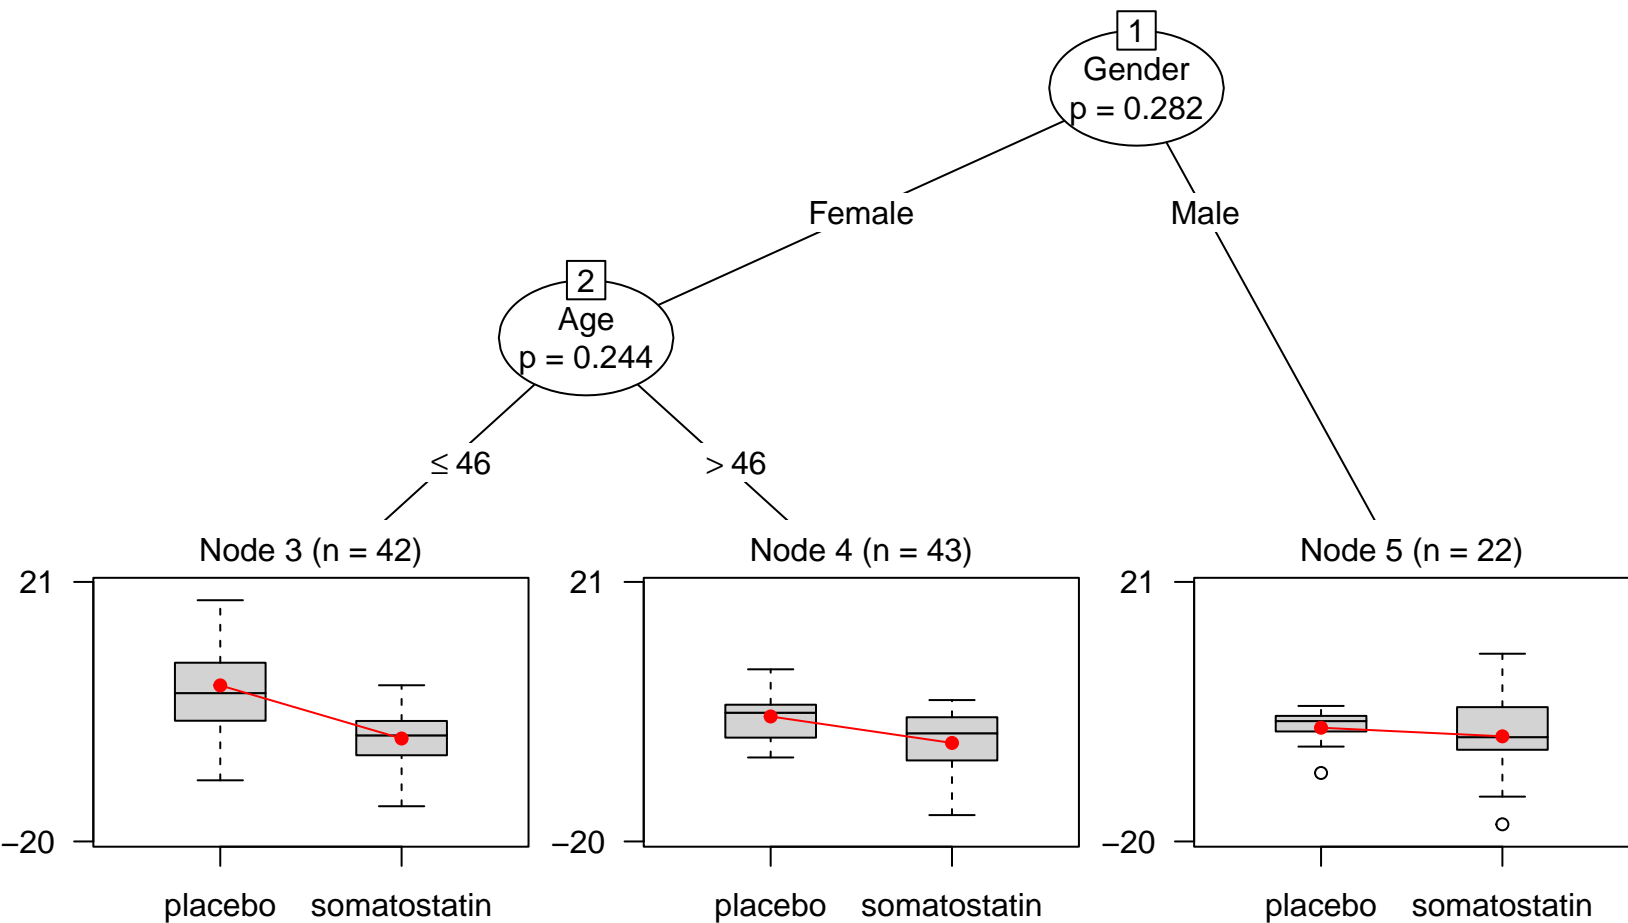 1
Gender
p = 0.282
Female
Male
2
Age
p = 0.244
≤ 46
> 46
Node 3 (n = 42)
Node 4 (n = 43)
Node 5 (n = 22)
21
21
21
−20
−20
−20
placebo
somatostatin
placebo
somatostatin
placebo
somatostatin